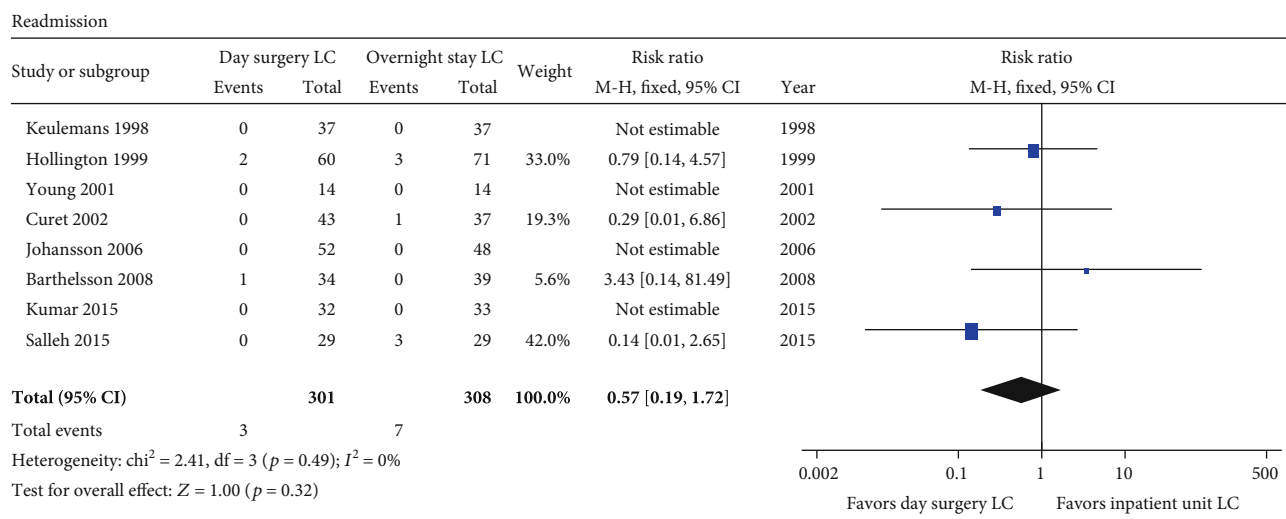 Readmission
Study or subgroup Day surgery LC Overnight stay LC Weight Risk ratio Year Risk ratio
Events Total Events Total M-H, fixed, 95% CI M-H, fixed, 95% CI
Keulemans 1998 0 37 0 37 Not estimable 1998
Hollington 1999 2 60 3 71 33.0% 0.79 [0.14, 4.57] 1999
Young 2001 0 14 0 14 Not estimable 2001
Curet 2002 0 43 1 37 19.3% 0.29 [0.01, 6.86] 2002
Johansson 2006 0 52 0 48 Not estimable 2006
Barthelsson 2008 1 34 0 39 5.6% 3.43 [0.14, 81.49] 2008
Kumar 2015 0 32 0 33 Not estimable 2015
Salleh 2015 0 29 3 29 42.0% 0.14 [0.01, 2.65] 2015
Total (95% CI) 301 308 100.0% 0.57 [0.19, 1.72]
Total events 3 7
Heterogeneity: chi² = 2.41, df = 3 (p = 0.49); I² = 0%
Test for overall effect: Z = 1.00 (p = 0.32)
0.002 0.1 1 10 500
Favors day surgery LC Favors inpatient unit LC